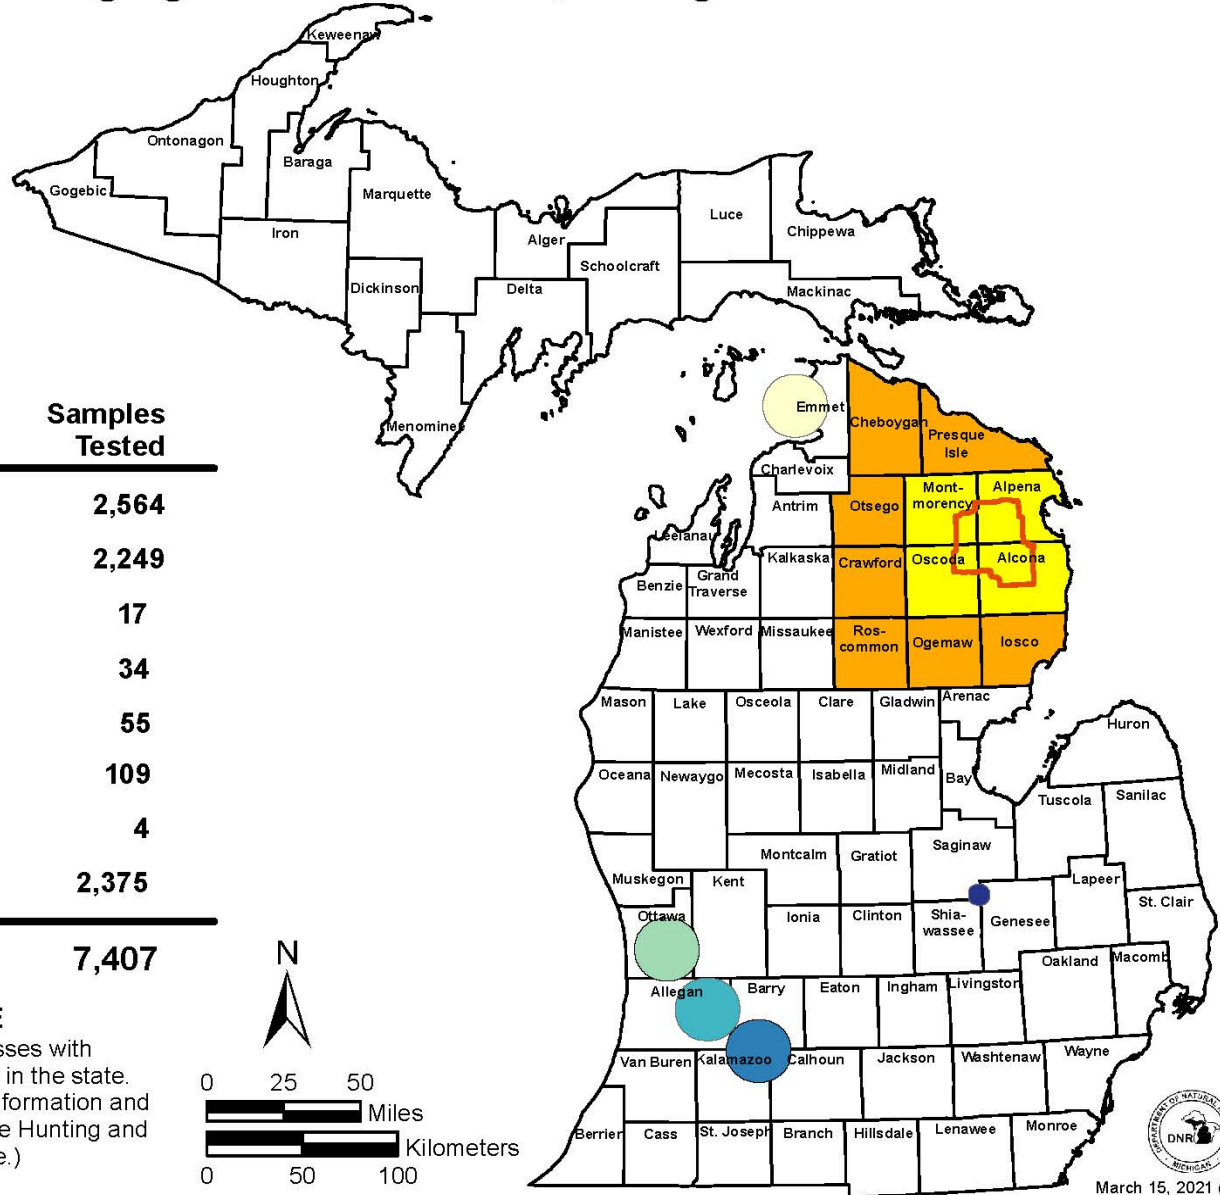 Samples
Tested
2,564
2,249
17
34
55
109
4
2,375
7,407
sses with
in the state.
formation and
e Hunting and
e.)
N
0 25 50
Miles
Kilometers
0 50 100
Keweenaw
Houghton
Ontonagon
Baraga
Gogebic
Marquette
Iron
Alger
Luce
Chippewa
Schoolcraft
Dickinson
Delta
Mackinac
Menominee
Emmet
Cheboygan
Presque
Isle
Charlevoix
Antrim
Otsego
Mont-
morency
Alpena
Leelanau
Kalkaska
Crawford
Oscoda
Alcona
Benzie
Grand
Traverse
Manistee
Wexford
Missaukee
Ros-
common
Ogemaw
Iosco
Mason
Lake
Osceola
Clare
Gladwin
Arenac
Huron
Oceana
Newaygo
Mecosta
Isabella
Midland
Bay
Tuscola
Sanilac
Montcalm
Gratiot
Saginaw
Muskegon
Kent
Lapeer
St. Clair
Ottawa
Ionia
Clinton
Shia-
wassee
Genesee
Oakland
Macomb
Allegan
Barry
Eaton
Ingham
Livingston
Van Buren
Kalamazoo
Calhoun
Jackson
Washtenaw
Wayne
Berrier
Cass
St. Joseph
Branch
Hillsdale
Lenawee
Monroe
DEPARTMENT OF NATURAL
DNR
MICHIGAN
March 15, 2021